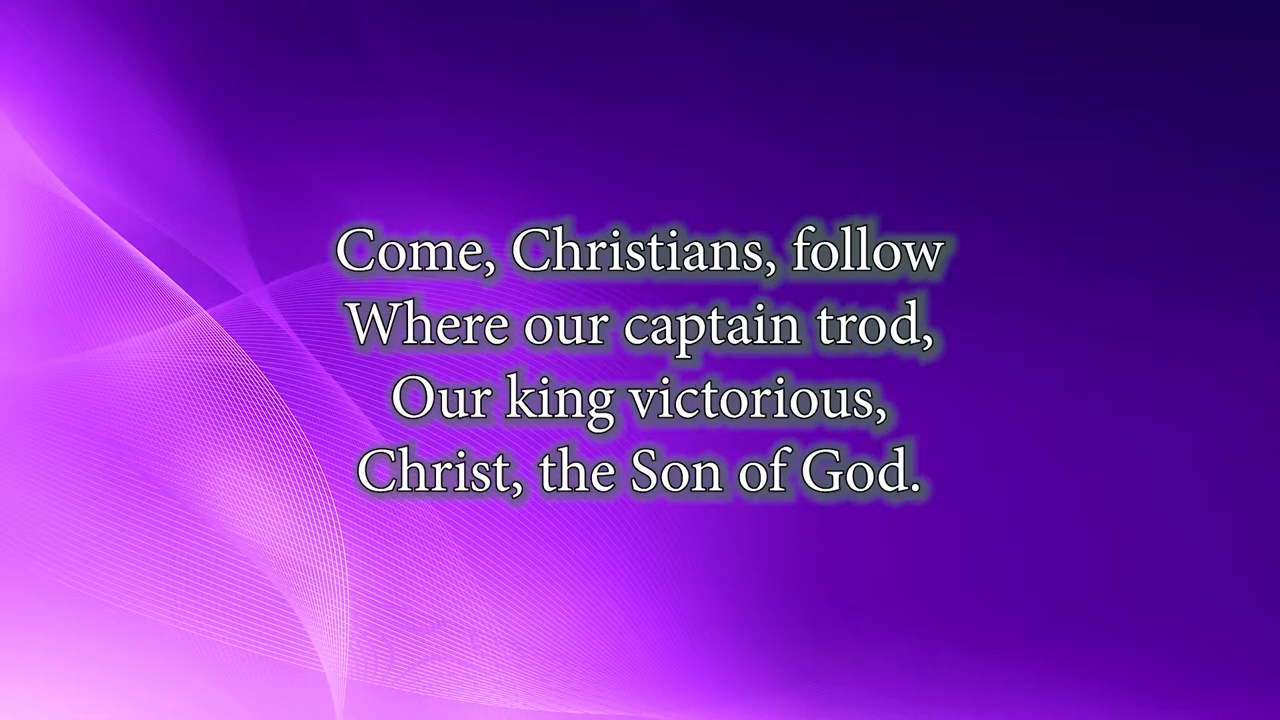 Come, Christians, follow
Where our captain trod,
Our king victorious,
Christ, the Son of God.